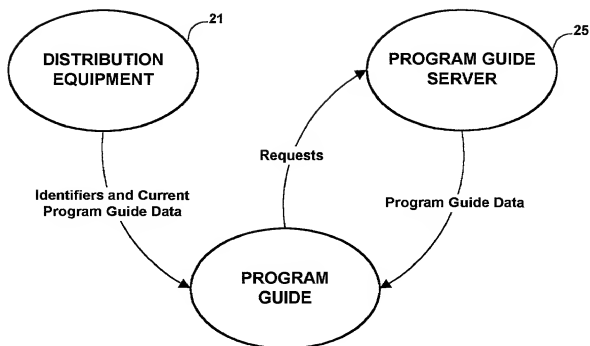 21
DISTRIBUTION
EQUIPMENT
25
PROGRAM GUIDE
SERVER
Requests
Identifiers and Current
Program Guide Data
Program Guide Data
PROGRAM
GUIDE